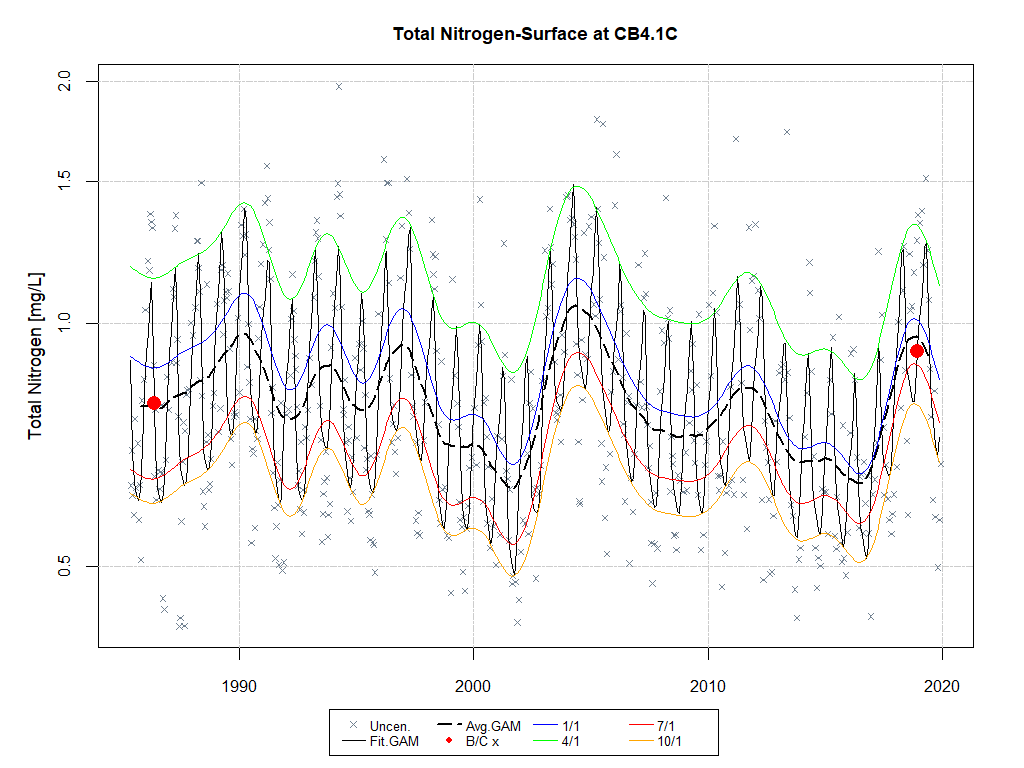 Total Nitrogen-Surface at CB4.1C
Total Nitrogen [mg/L]
2.0
1.5
1.0
0.5
1990 2000 2010 2020
Uncen. Avg.GAM 1/1 7/1
Fit.GAM B/C x 4/1 10/1